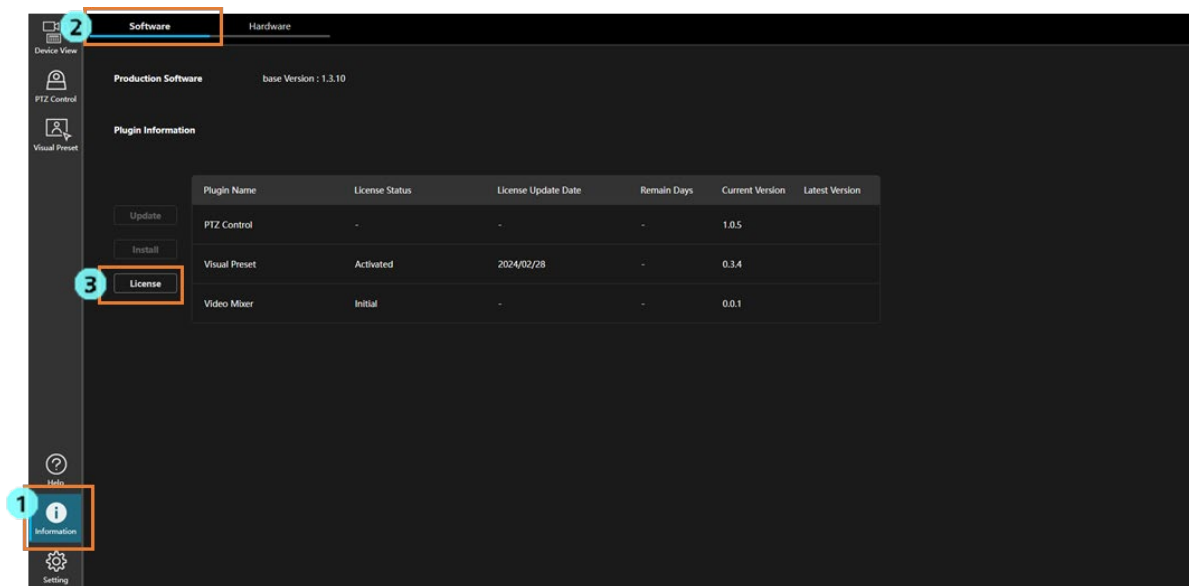 2
Software
Hardware
Device View
PTZ Control
Visual Preset
Production Software
base Version : 1.3.10
Plugin Information
Plugin Name License Status License Update Date Remain Days Current Version Latest Version
Update
PTZ Control - - - 1.0.5
Install
Visual Preset Activated 2024/02/28 - 0.3.4
3
License
Video Mixer Initial - - 0.0.1
Help
1
Information
Setting